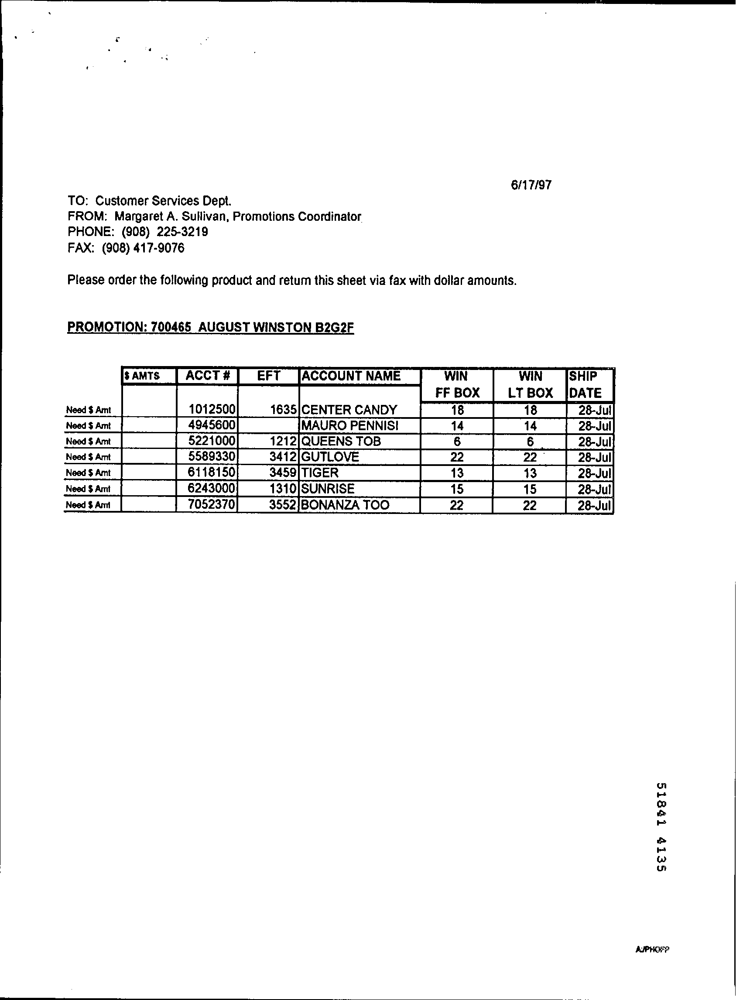 6/17/97
TO: Customer Services Dept.
FROM: Margaret A. Sullivan, Promotions Coordinator
PHONE: (908) 225-3219
FAX: (908) 417-9076
Please order the following product and return this sheet via fax with dollar amounts.
PROMOTION: 700465 AUGUST WINSTON B2G2F
$ AMTS ACCT # EFT ACCOUNT NAME WIN WIN SHIP
FF BOX LT BOX DATE
Need $ Amt 1012500 1635 CENTER CANDY 18 18 28-Jul
Need $ Amt 4945600 MAURO PENNISI 14 14 28-Jul
Need $ Amt 5221000 1212 QUEENS TOB 6 6 28-Jul
Need $ Amt 5589330 3412 GUTLOVE 22 22 28-Jul
Need $ Amt 6118150 3459 TIGER 13 13 28-Jul
Need $ Amt 6243000 1310 SUNRISE 15 15 28-Jul
Need $ Amt 7052370 3552 BONANZA TOO 22 22 28-Jul
51841 4135